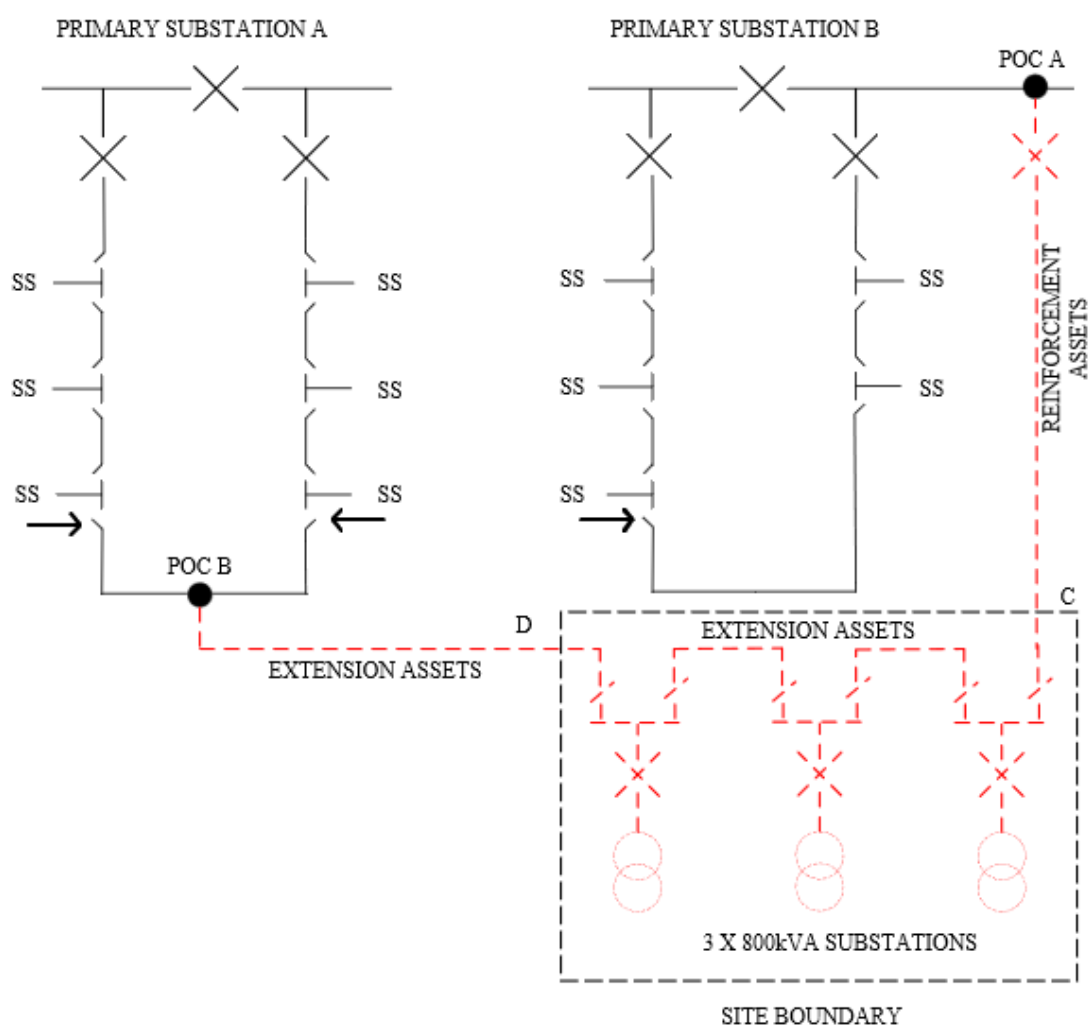 PRIMARY SUBSTATION A
PRIMARY SUBSTATION B
POC A
SS
SS
SS
SS
SS
SS
SS
SS
SS
SS
SS
REINFORCEMENT
ASSETS
POC B
D
C
EXTENSION ASSETS
EXTENSION ASSETS
3 X 800kVA SUBSTATIONS
SITE BOUNDARY